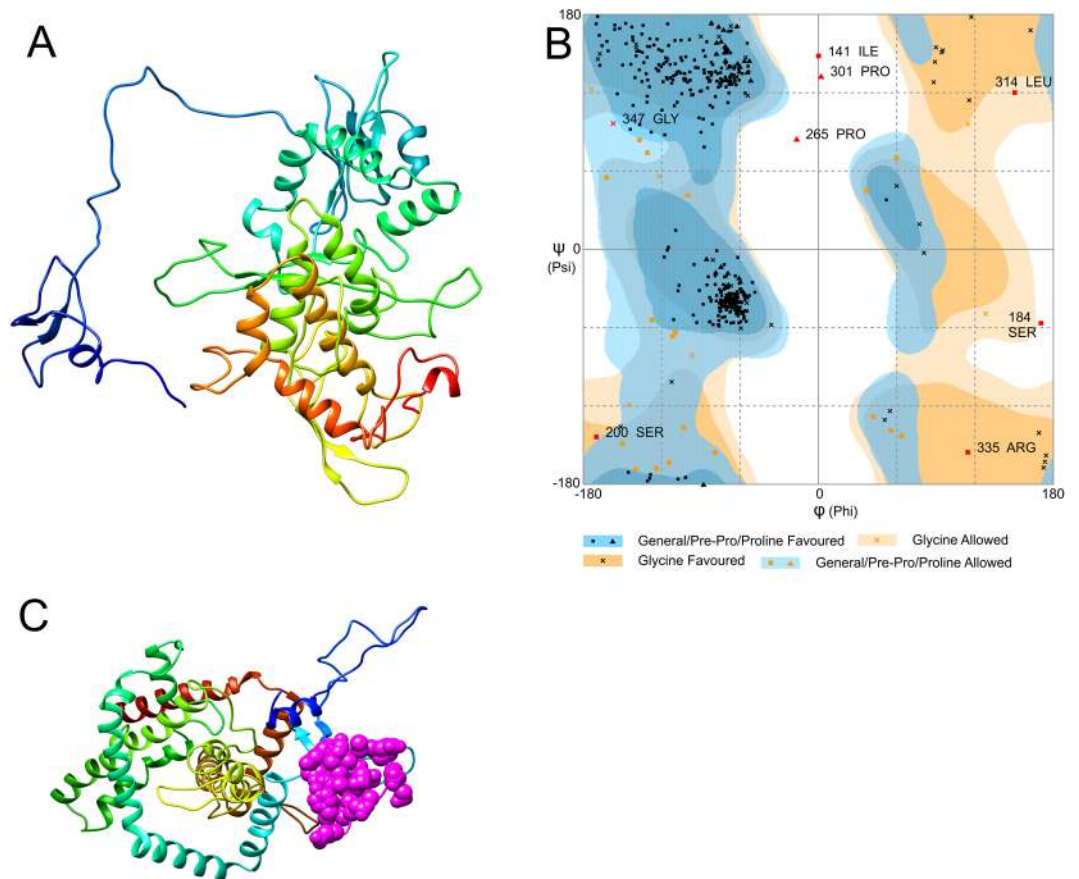 A
B
180
141 ILE
301 PRO
314 LEU
347 GLY
265 PRO
Ψ
(Psi)
0
184
SER
200 SER
335 ARG
-180
-180
0
180
φ (Phi)
General/Pre-Pro/Proline Favoured
Glycine Allowed
Glycine Favoured
General/Pre-Pro/Proline Allowed
C